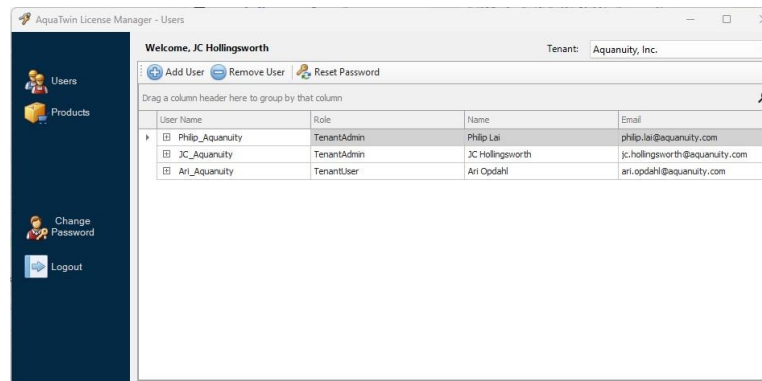 AquaTwin License Manager - Users
Welcome, JC Hollingsworth
Tenant: Aquanuity, Inc.
Users
Products
Change
Password
Logout
Add User Remove User Reset Password
Drag a column header here to group by that column
User Name Role Name Email
Philip_Aquanuity TenantAdmin Philip Lai philip.lai@aquanuity.com
JC_Aquanuity TenantAdmin JC Hollingsworth jc.hollingsworth@aquanuity.com
Ari_Aquanuity TenantUser Ari Opdahl ari.opdahl@aquanuity.com